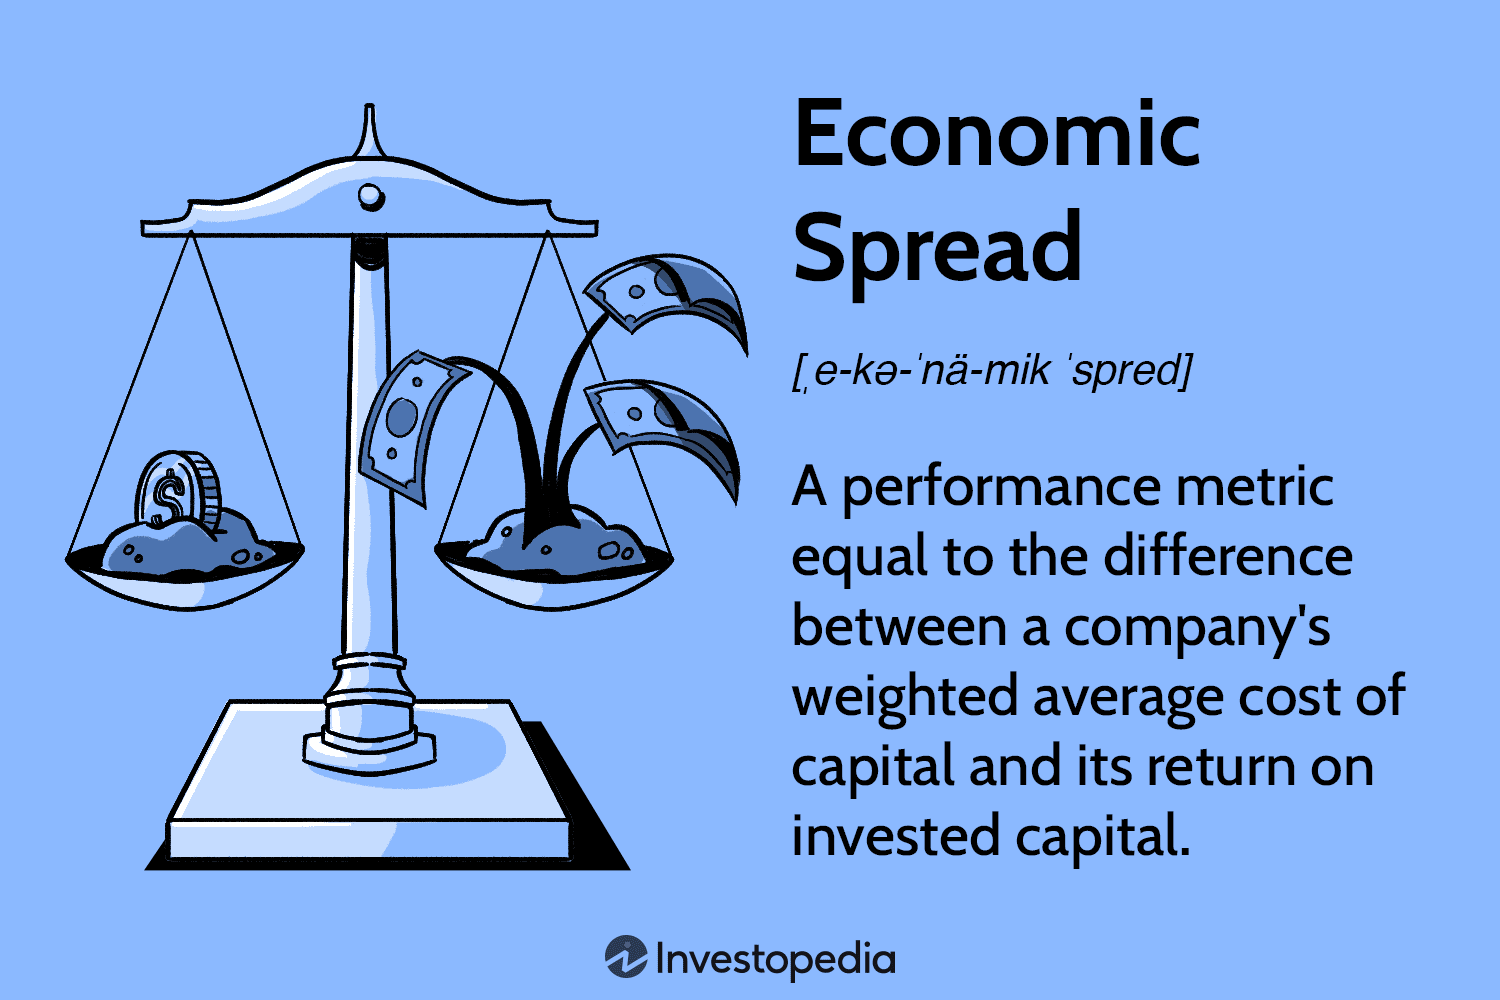 Economic
Spread
[ˌe-kə-ˈnä-mik ˈspred]
A performance metric
equal to the difference
between a company's
weighted average cost of
capital and its return on
invested capital.
$
Investopedia